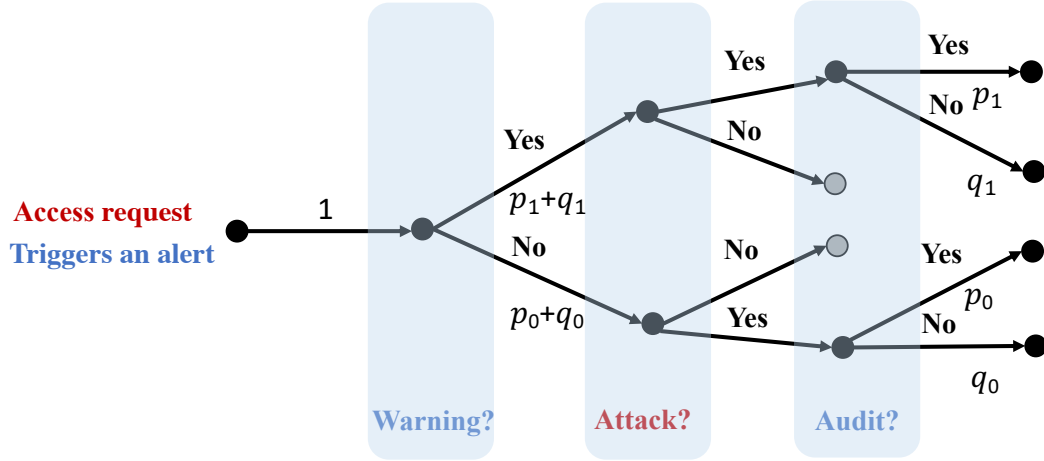 Yes
Yes
p₁
No
Yes
No
q₁
1
p₁+q₁
Access request
Triggers an alert
No
No
Yes
p₀
p₀+q₀
Yes
No
q₀
Warning?
Attack?
Audit?